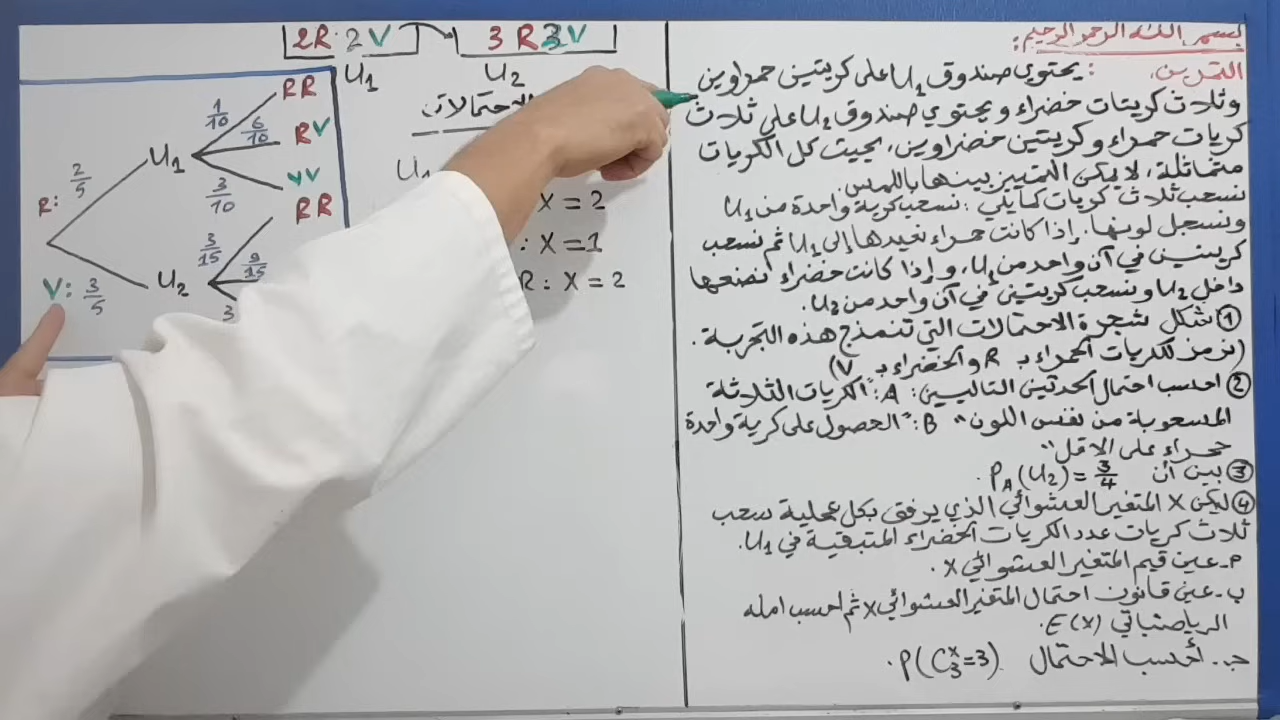 2R 2V
3R 3V
U₁
U₂
الاحتمالات
U₁
X = 2
: X = 1
R : X = 2
R: 2/5
V: 3/5
U₁
1/10
RR
6/10
RV
3/10
VV
U₂
3/15
RR
9/15
3
بسم الله الرحمن الرحيم:
التمرين: يحتوي صندوق U₁ على كريتين حمراوين
وثلاث كريات خضراء ويحتوي صندوق U₂ على ثلاث
كريات حمراء وكريتين خضراوين، بحيث كل الكريات
متماثلة، لا يمكن التمييز بينها باللمس.
نسحب ثلاث كريات كما يلي: نسحب كرية واحدة من U₁
ونسجل لونها. إذا كانت حمراء نعيدها إلى U₁ ثم نسحب
كريتين في آن واحد من U₁، وإذا كانت خضراء نضعها
داخل U₂ ونسحب كريتين في آن واحد من U₂.
① شكل شجرة الاحتمالات التي تنمذج هذه التجربة.
(نرمز للكريات الحمراء بـ R والخضراء بـ V)
② احسب احتمال الحدثين التاليين: A: "الكريات الثلاثة
المسحوبة من نفس اللون" B: "الحصول على كرية واحدة
حمراء على الاقل"
③ بين أن P_A(U₂) = 3/4.
④ ليكن X المتغير العشوائي الذي يرفق بكل عملية سحب
ثلاث كريات عدد الكريات الخضراء المتبقية في U₁.
أ- عين قيم المتغير العشوائي X.
ب- عين قانون احتمال المتغير العشوائي X ثم احسب امله
الرياضياتي E(X).
جـ- أحسب الاحتمال P(C₃ˣ=3).